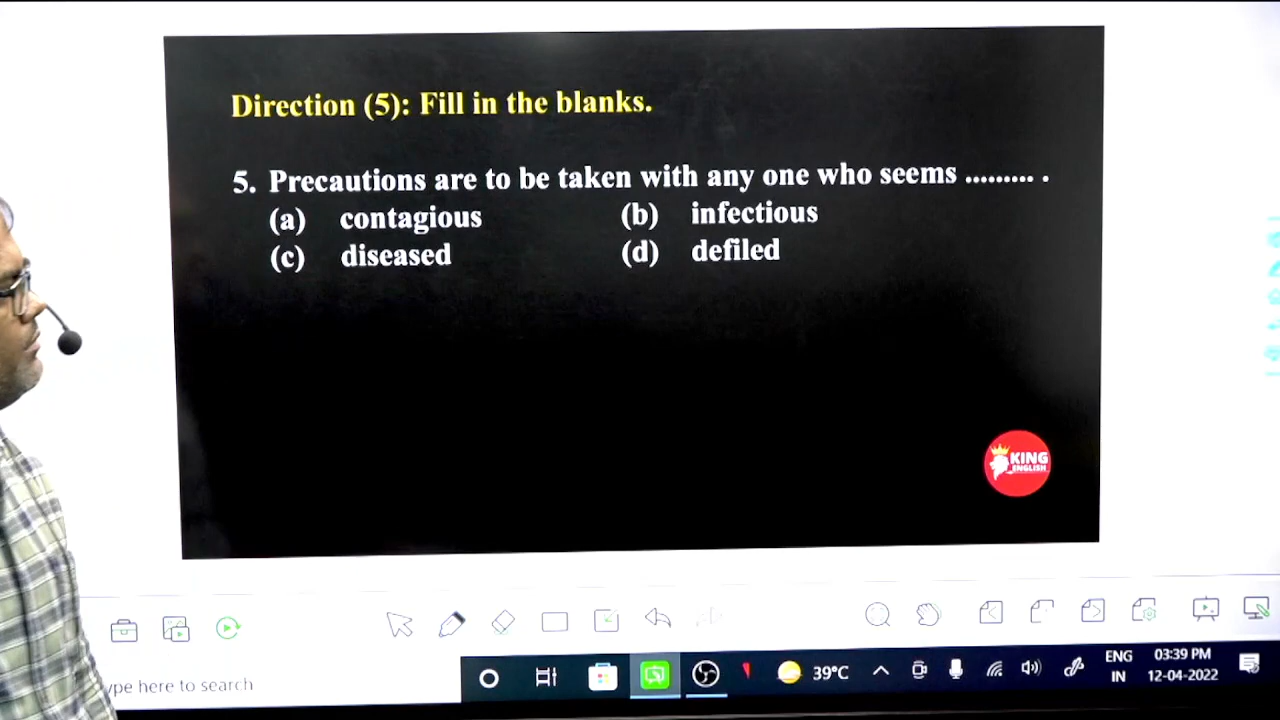 Direction (5): Fill in the blanks.
5. Precautions are to be taken with any one who seems ......... .
(a) contagious (b) infectious
(c) diseased (d) defiled
KING
ENGLISH
ype here to search
39°C
ENG
IN
03:39 PM
12-04-2022